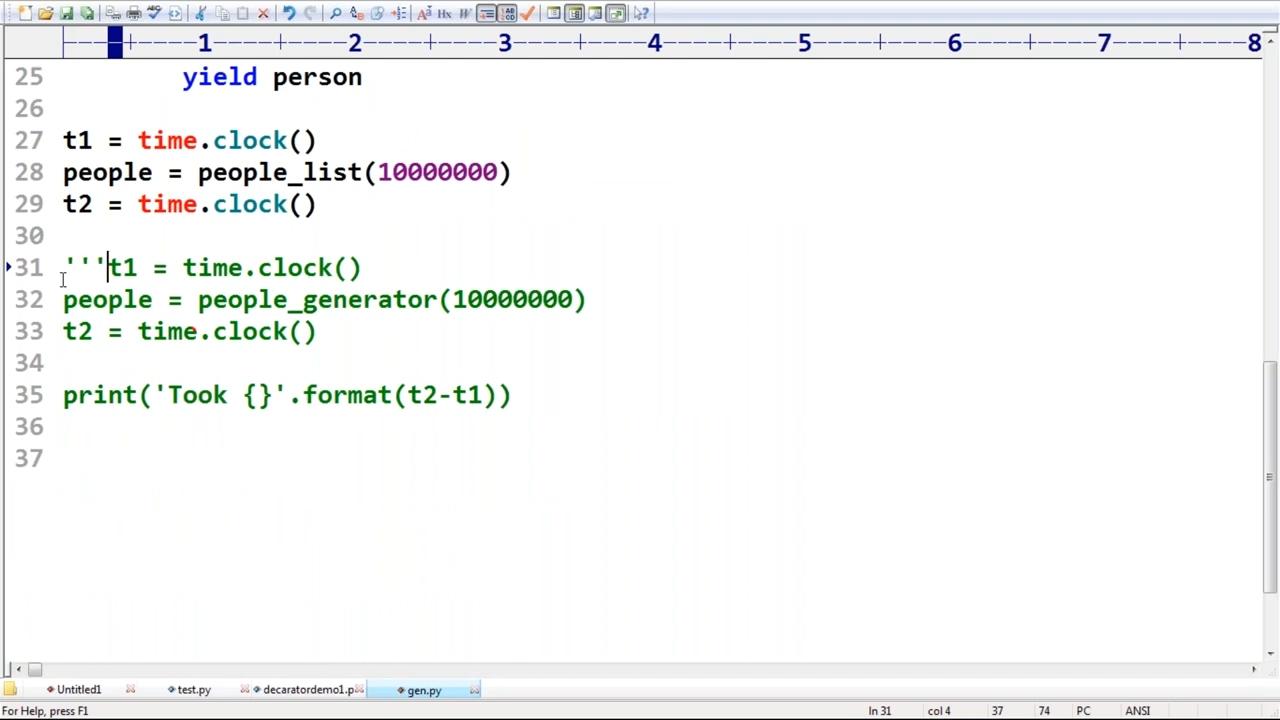 1 2 3 4 5 6 7 8
25 yield person
26
27 t1 = time.clock()
28 people = people_list(10000000)
29 t2 = time.clock()
30
31 '''t1 = time.clock()
32 people = people_generator(10000000)
33 t2 = time.clock()
34
35 print('Took {}'.format(t2-t1))
36
37
Untitled1 test.py decaratordemo1.p gen.py
For Help, press F1 ln 31 col 4 37 74 PC ANSI